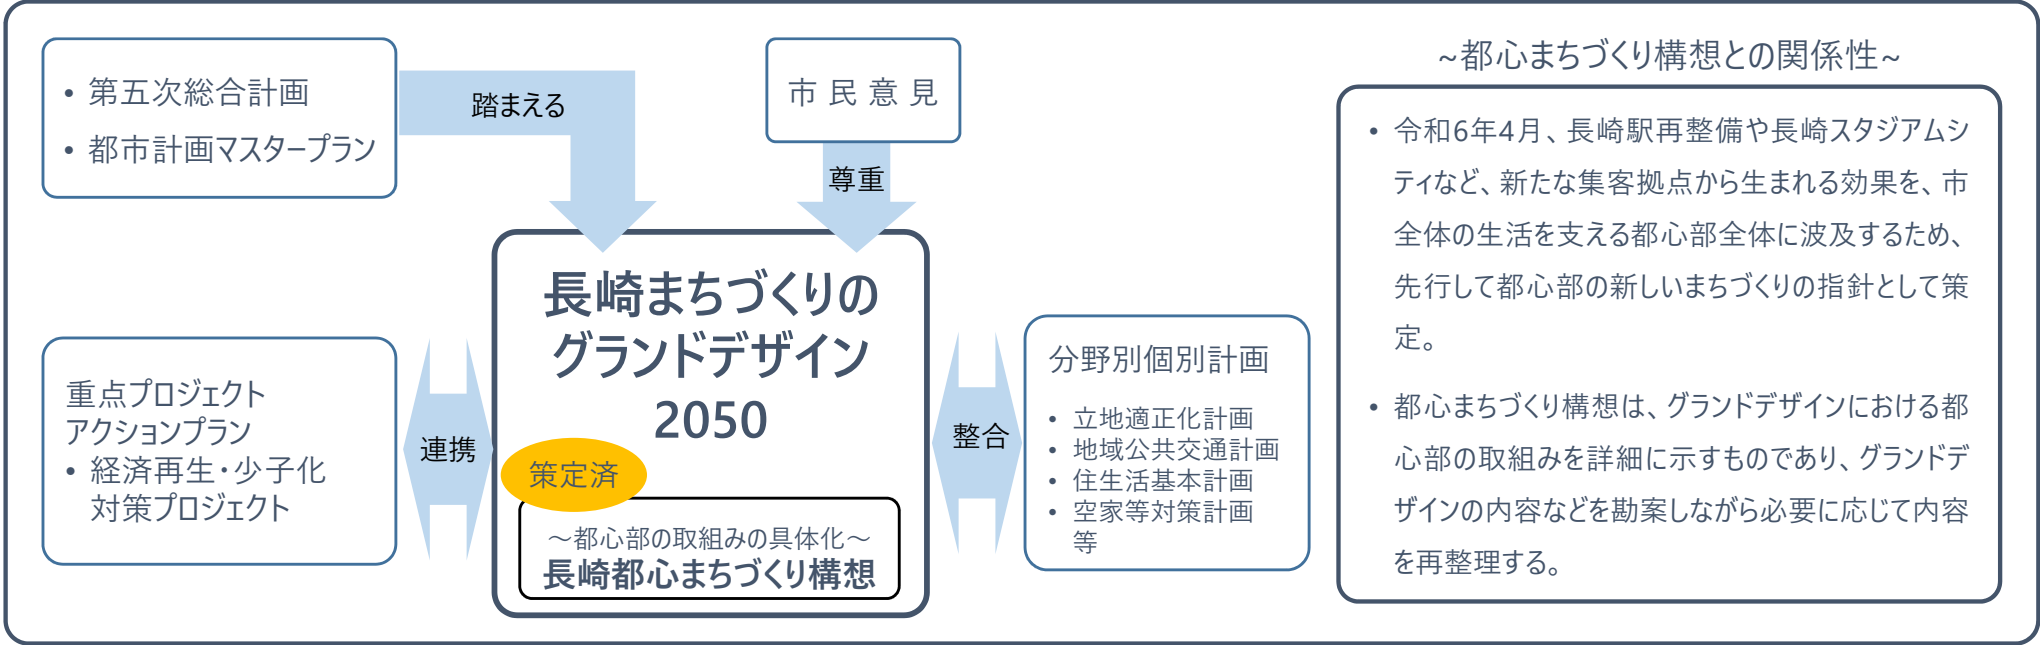 • 第五次総合計画
• 都市計画マスタープラン
踏まえる
市民意見
尊重
長崎まちづくりの
グランドデザイン
2050
策定済
～都心部の取組みの具体化～
長崎都心まちづくり構想
重点プロジェクト
アクションプラン
• 経済再生・少子化
対策プロジェクト
連携
整合
分野別個別計画
• 立地適正化計画
• 地域公共交通計画
• 住生活基本計画
• 空家等対策計画
等
~都心まちづくり構想との関係性~
• 令和6年4月、長崎駅再整備や長崎スタジアムシ
ティなど、新たな集客拠点から生まれる効果を、市
全体の生活を支える都心部全体に波及するため、
先行して都心部の新しいまちづくりの指針として策
定。
• 都心まちづくり構想は、グランドデザインにおける都
心部の取組みを詳細に示すものであり、グランドデ
ザインの内容などを勘案しながら必要に応じて内容
を再整理する。